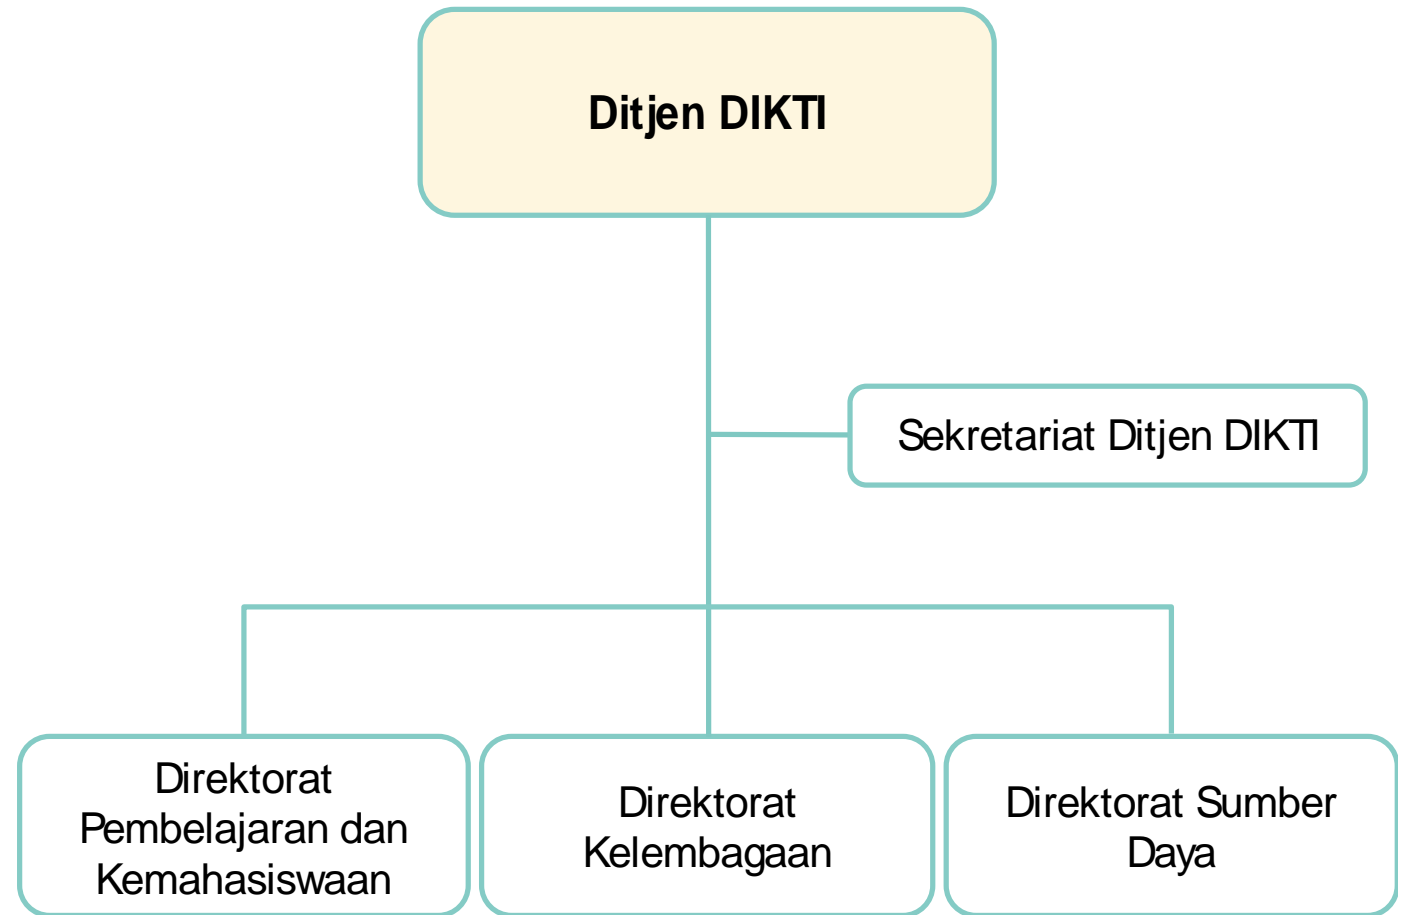 Ditjen DIKTI
Sekretariat Ditjen DIKTI
Direktorat
Pembelajaran dan
Kemahasiswaan
Direktorat
Kelembagaan
Direktorat Sumber
Daya